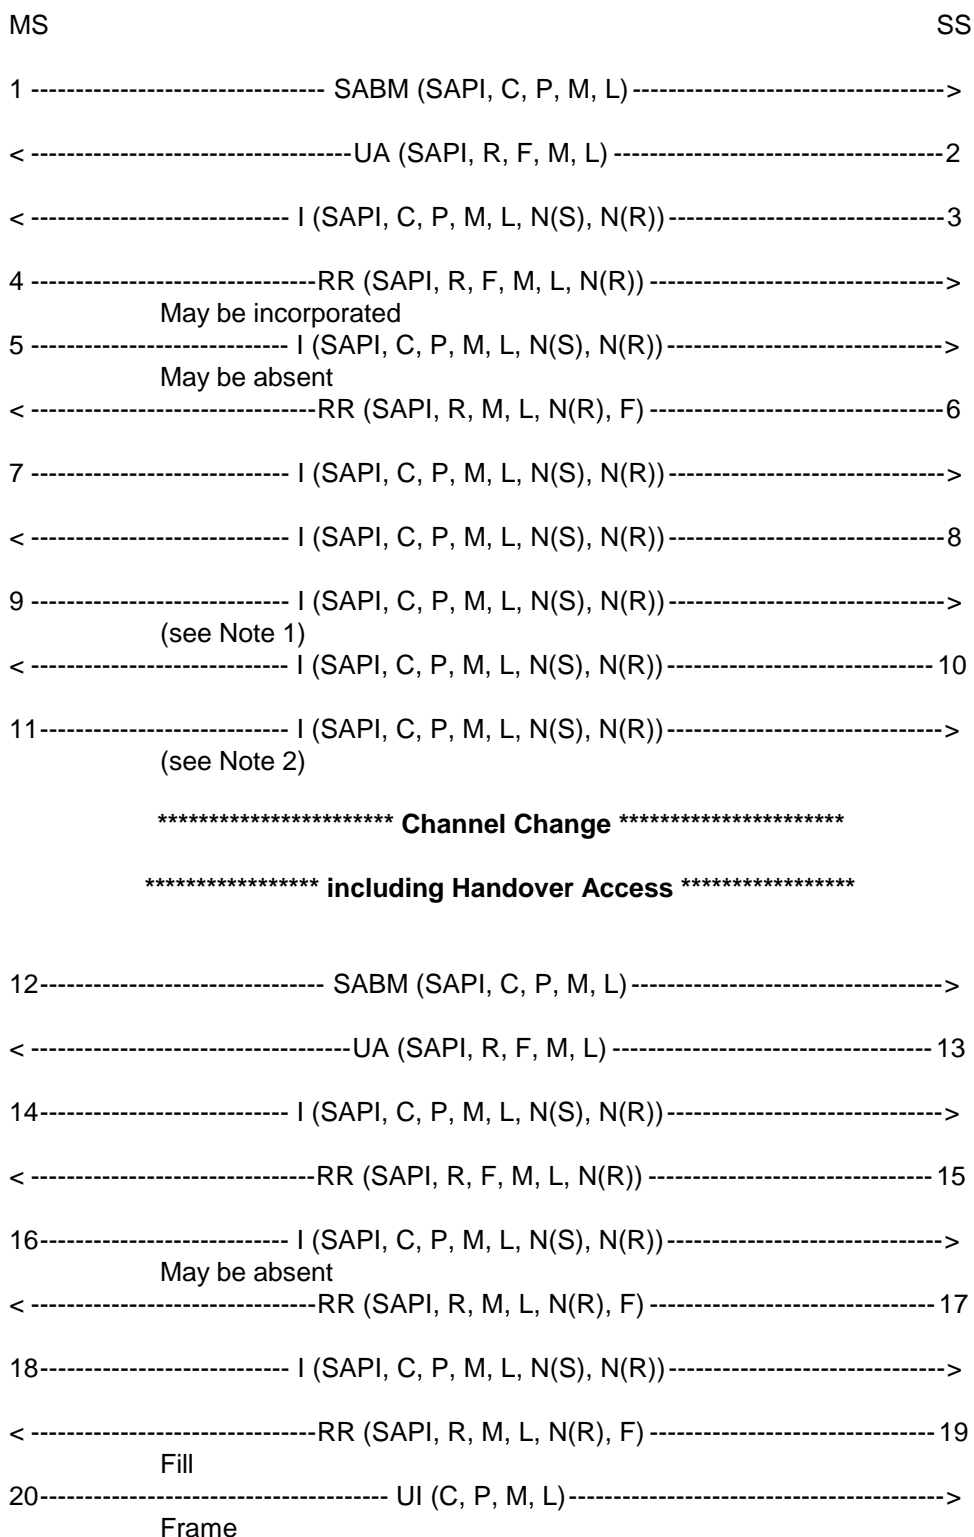 MS SS
1 --------------------------------- SABM (SAPI, C, P, M, L) ----------------------------------->
< ------------------------------------UA (SAPI, R, F, M, L) -------------------------------------2
< ----------------------------- I (SAPI, C, P, M, L, N(S), N(R))-------------------------------3
4 --------------------------------RR (SAPI, R, F, M, L, N(R)) --------------------------------->
May be incorporated
5 ----------------------------- I (SAPI, C, P, M, L, N(S), N(R))------------------------------->
May be absent
< --------------------------------RR (SAPI, R, M, L, N(R), F) ---------------------------------6
7 ----------------------------- I (SAPI, C, P, M, L, N(S), N(R))------------------------------->
< ----------------------------- I (SAPI, C, P, M, L, N(S), N(R))-------------------------------8
9 ----------------------------- I (SAPI, C, P, M, L, N(S), N(R))------------------------------->
(see Note 1)
< ----------------------------- I (SAPI, C, P, M, L, N(S), N(R))------------------------------ 10
11---------------------------- I (SAPI, C, P, M, L, N(S), N(R))------------------------------->
(see Note 2)
*********************** Channel Change **********************
***************** including Handover Access *****************
12-------------------------------- SABM (SAPI, C, P, M, L) ----------------------------------->
< ------------------------------------UA (SAPI, R, F, M, L) ------------------------------------ 13
14---------------------------- I (SAPI, C, P, M, L, N(S), N(R))------------------------------->
< --------------------------------RR (SAPI, R, F, M, L, N(R)) -------------------------------- 15
16---------------------------- I (SAPI, C, P, M, L, N(S), N(R))------------------------------->
May be absent
< --------------------------------RR (SAPI, R, M, L, N(R), F) -------------------------------- 17
18---------------------------- I (SAPI, C, P, M, L, N(S), N(R))------------------------------->
< --------------------------------RR (SAPI, R, M, L, N(R), F) -------------------------------- 19
Fill
20--------------------------------------- UI (C, P, M, L)------------------------------------------>
Frame